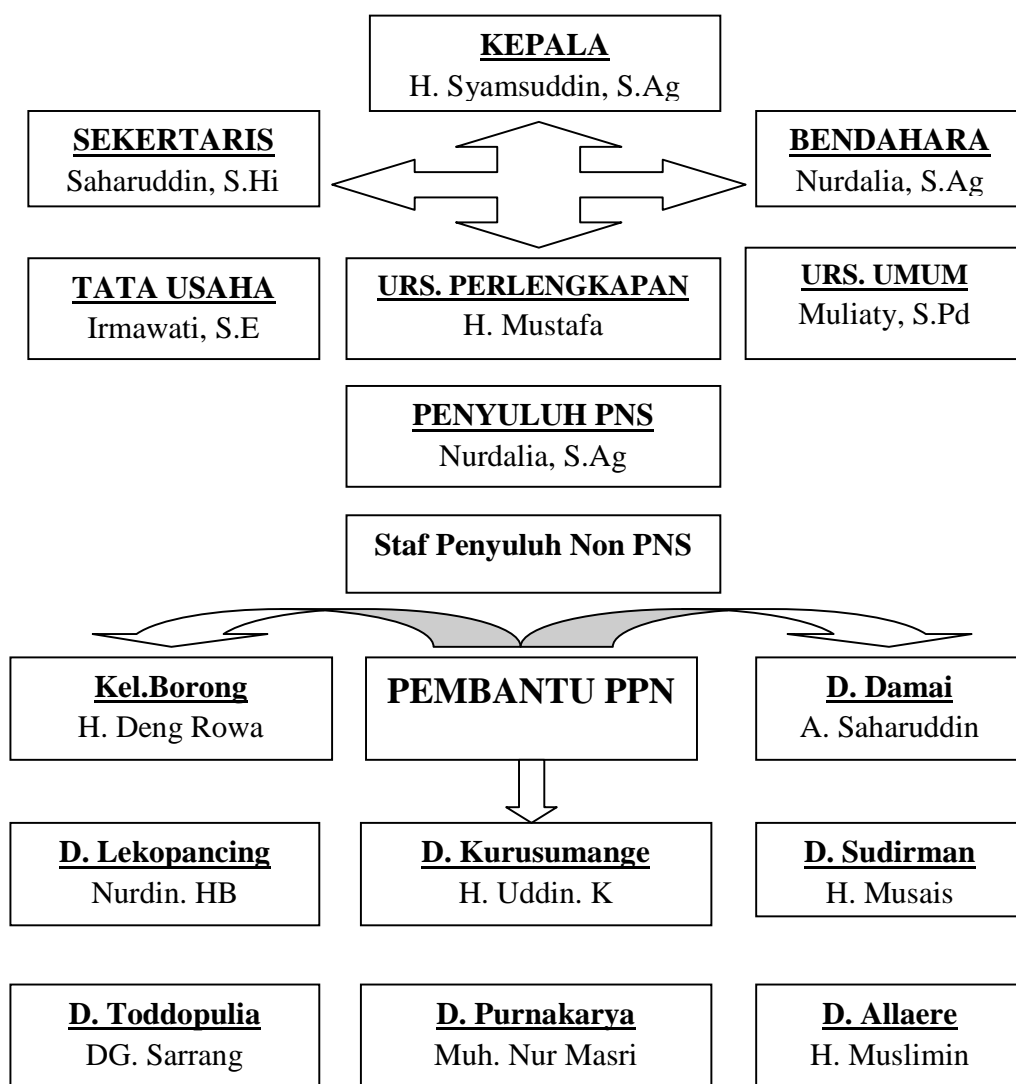 KEPALA
H. Syamsuddin, S.Ag
SEKERTARIS
Saharuddin, S.Hi
BENDAHARA
Nurdalia, S.Ag
TATA USAHA
Irmawati, S.E
URS. PERLENGKAPAN
H. Mustafa
URS. UMUM
Muliaty, S.Pd
PENYULUH PNS
Nurdalia, S.Ag
Staf Penyuluh Non PNS
Kel.Borong
H. Deng Rowa
PEMBANTU PPN
D. Damai
A. Saharuddin
D. Lekopancing
Nurdin. HB
D. Kurusumange
H. Uddin. K
D. Sudirman
H. Musais
D. Toddopulia
DG. Sarrang
D. Purnakarya
Muh. Nur Masri
D. Allaere
H. Muslimin